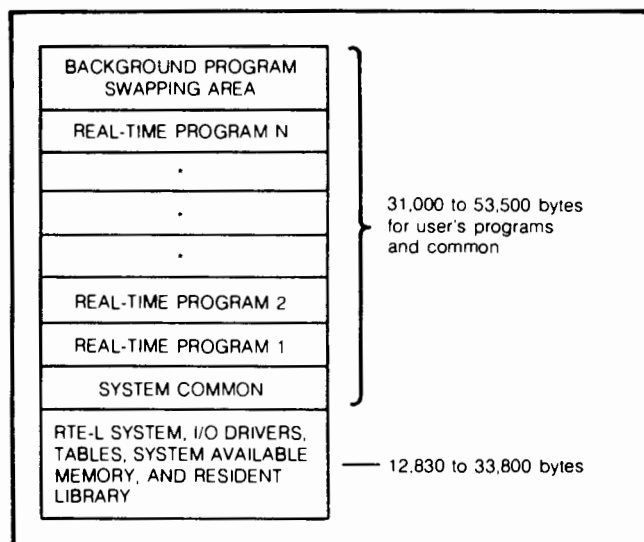 BACKGROUND PROGRAM
SWAPPING AREA
REAL-TIME PROGRAM N
.
.
.
REAL-TIME PROGRAM 2
REAL-TIME PROGRAM 1
SYSTEM COMMON
RTE-L SYSTEM, I/O DRIVERS,
TABLES, SYSTEM AVAILABLE
MEMORY, AND RESIDENT
LIBRARY
31,000 to 53,500 bytes
for user's programs
and common
12,830 to 33,800 bytes